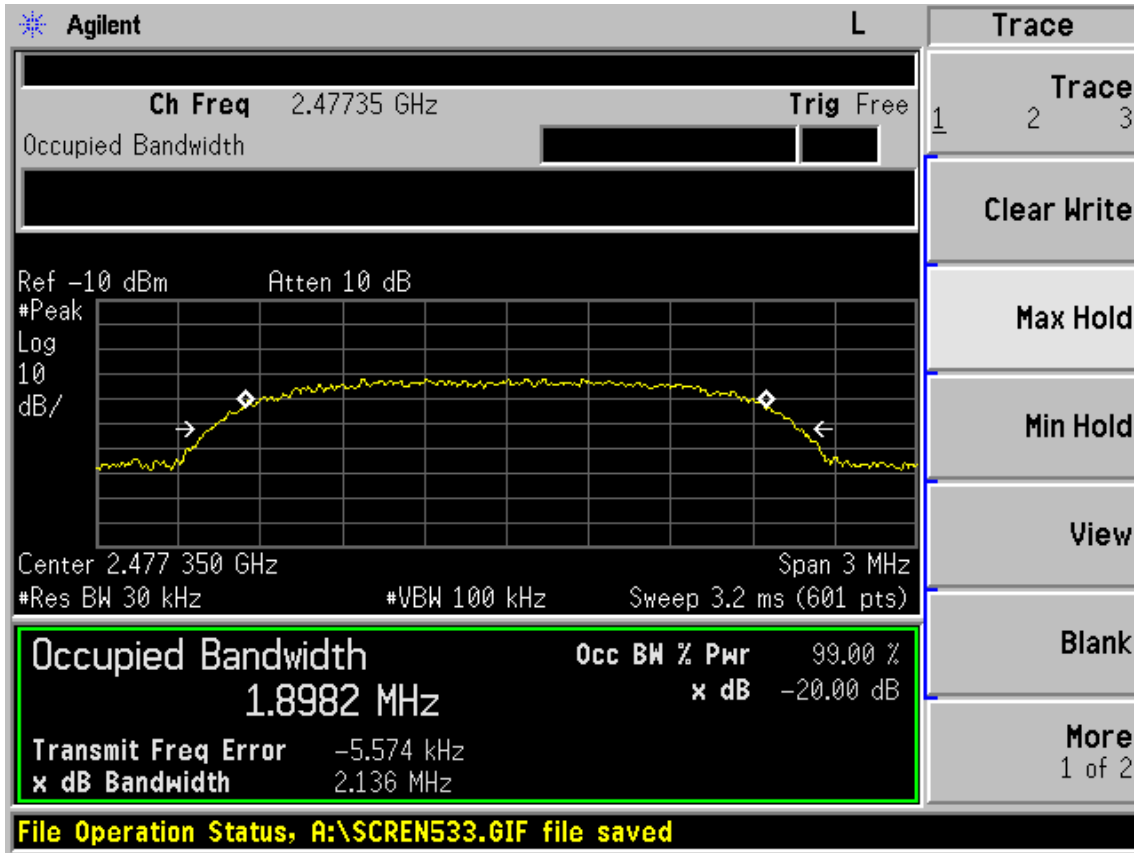 Agilent L Trace
Ch Freq 2.47735 GHz Trig Free
Occupied Bandwidth
Trace
1 2 3
Clear Write
Max Hold
Min Hold
View
Blank
More
1 of 2
Ref -10 dBm Atten 10 dB
#Peak
Log
10
dB/
Center 2.477 350 GHz Span 3 MHz
#Res BW 30 kHz #VBW 100 kHz Sweep 3.2 ms (601 pts)
Occupied Bandwidth Occ BW % Pwr 99.00 %
1.8982 MHz x dB -20.00 dB
Transmit Freq Error -5.574 kHz
x dB Bandwidth 2.136 MHz
File Operation Status, A:\SCREN533.GIF file saved